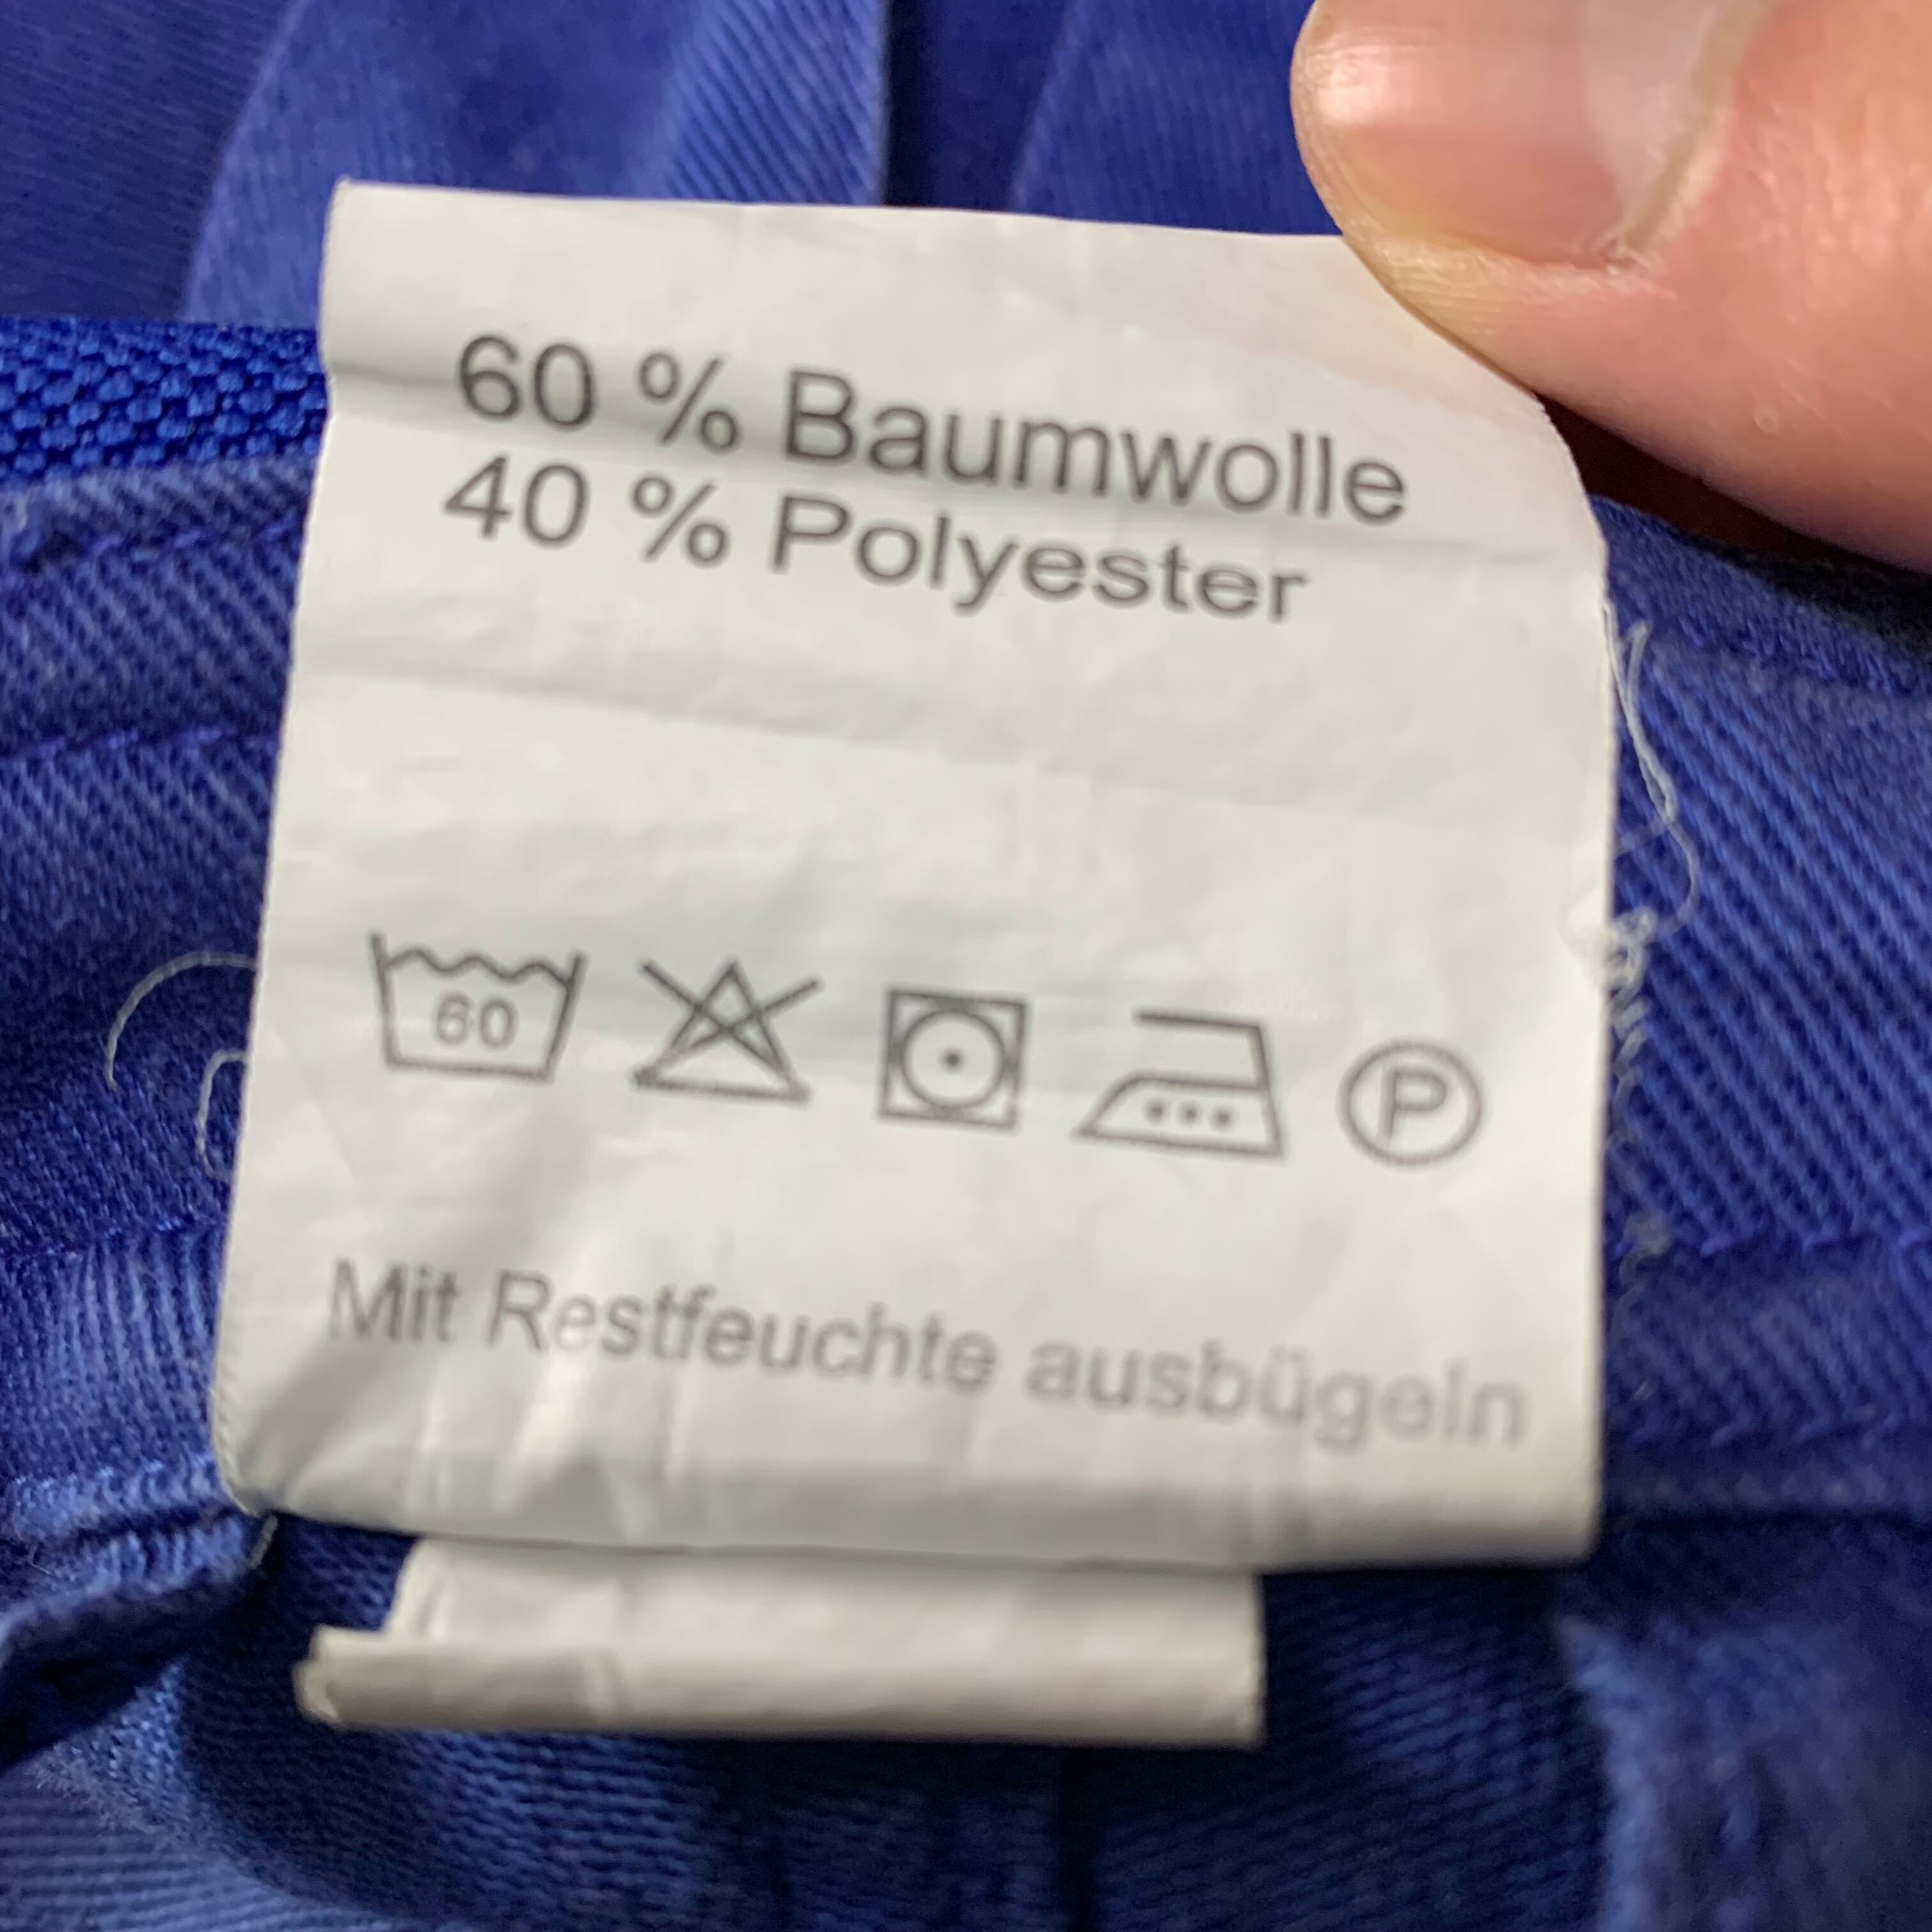 60 % Baumwolle
40 % Polyester
60 P
Mit Restfeuchte ausbügeln